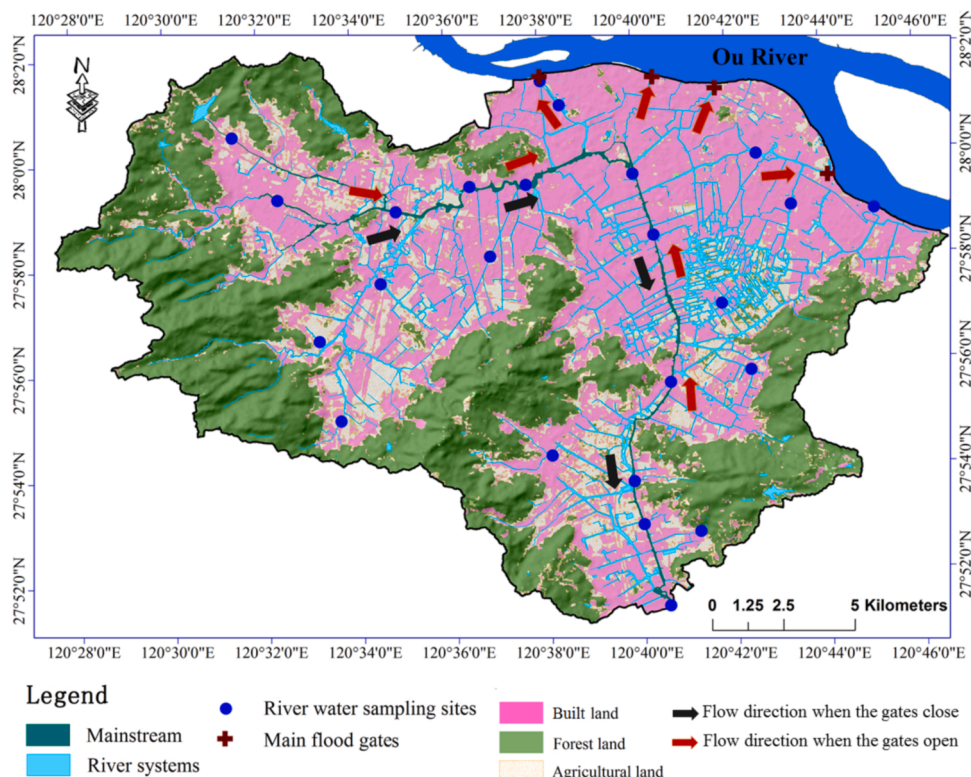 120°28'0"E 120°30'0"E 120°32'0"E 120°34'0"E 120°36'0"E 120°38'0"E 120°40'0"E 120°42'0"E 120°44'0"E 120°46'0"E
28°2'0"N
28°0'0"N
27°58'0"N
27°56'0"N
27°54'0"N
27°52'0"N
N
Ou River
28°2'0"N
28°0'0"N
27°58'0"N
27°56'0"N
27°54'0"N
27°52'0"N
0 1.25 2.5 5 Kilometers
120°28'0"E 120°30'0"E 120°32'0"E 120°34'0"E 120°36'0"E 120°38'0"E 120°40'0"E 120°42'0"E 120°44'0"E 120°46'0"E
Legend
Mainstream
River systems
River water sampling sites
Main flood gates
Built land
Forest land
Agricultural land
Flow direction when the gates close
Flow direction when the gates open